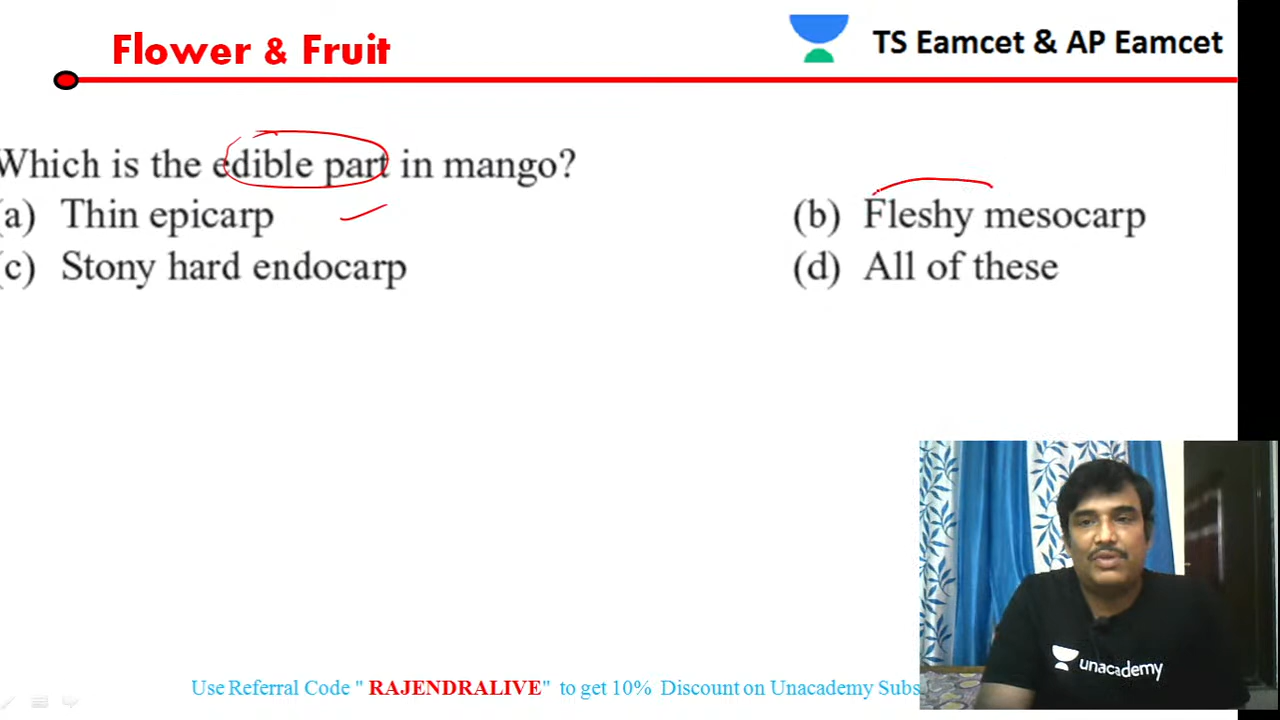 Flower & Fruit
TS Eamcet & AP Eamcet
Which is the edible part in mango?
(a) Thin epicarp
(b) Fleshy mesocarp
(c) Stony hard endocarp
(d) All of these
unacademy
Use Referral Code " RAJENDRALIVE" to get 10% Discount on Unacademy Subs